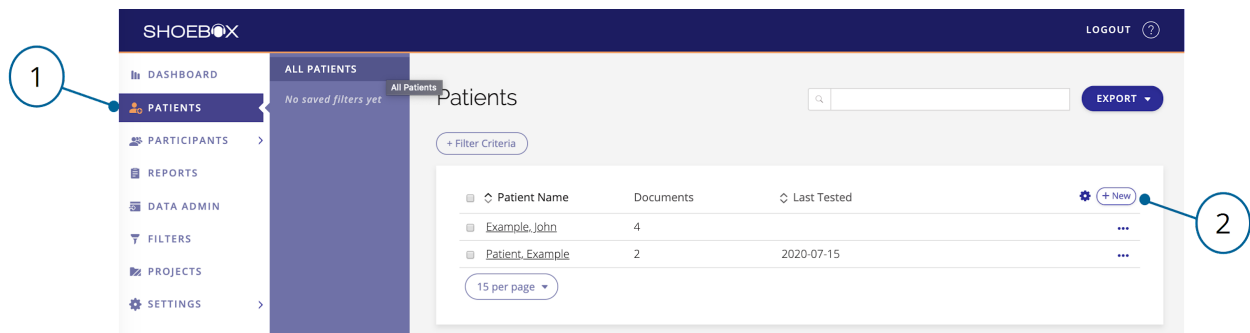 SHOEBOX
LOGOUT ?
1
DASHBOARD
PATIENTS
PARTICIPANTS
REPORTS
DATA ADMIN
FILTERS
PROJECTS
SETTINGS
ALL PATIENTS
No saved filters yet
All Patients
Patients
EXPORT
+ Filter Criteria
Patient Name Documents Last Tested + New
Example, John 4 •••
Patient, Example 2 2020-07-15 •••
15 per page
2